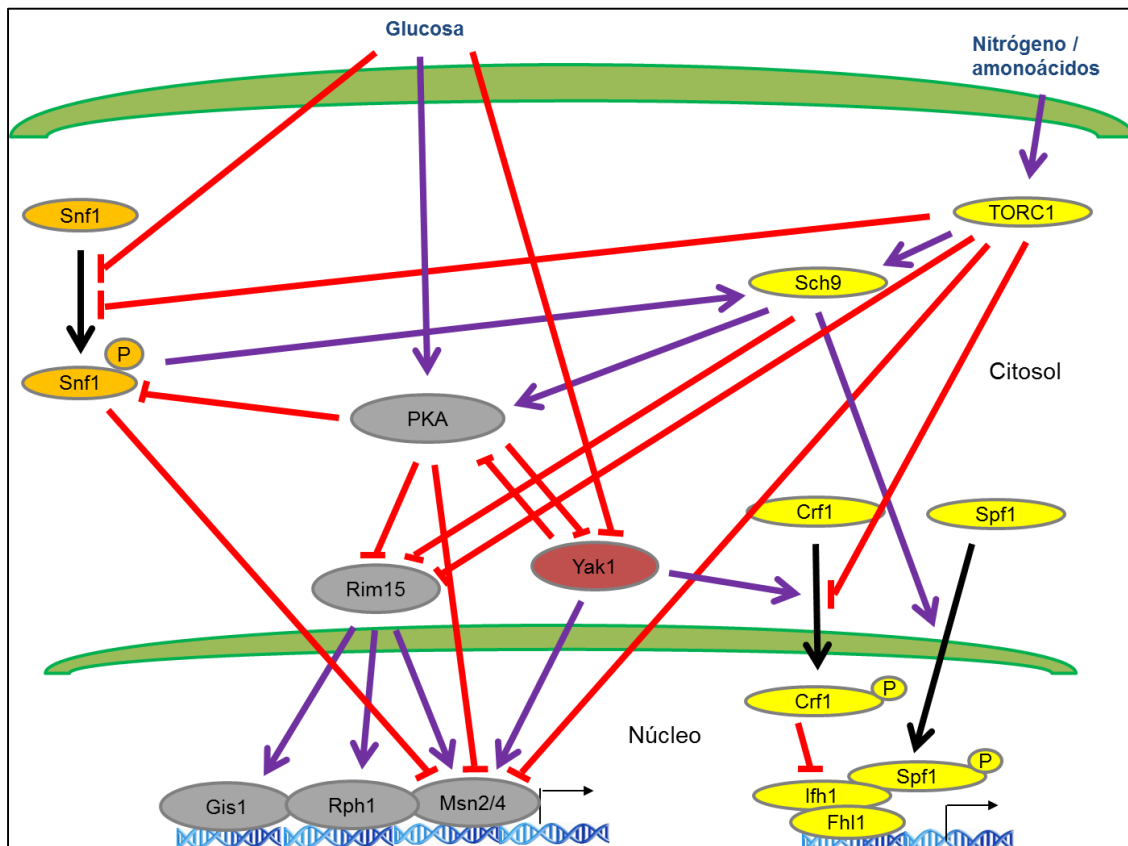 Glucosa
Nitrógeno /
amonoácidos
Snf1
TORC1
Sch9
P
Snf1
Citosol
PKA
Crf1
Spf1
Yak1
Rim15
Crf1
P
Núcleo
P
Spf1
Gis1
Rph1
Msn2/4
Ifh1
Fhl1